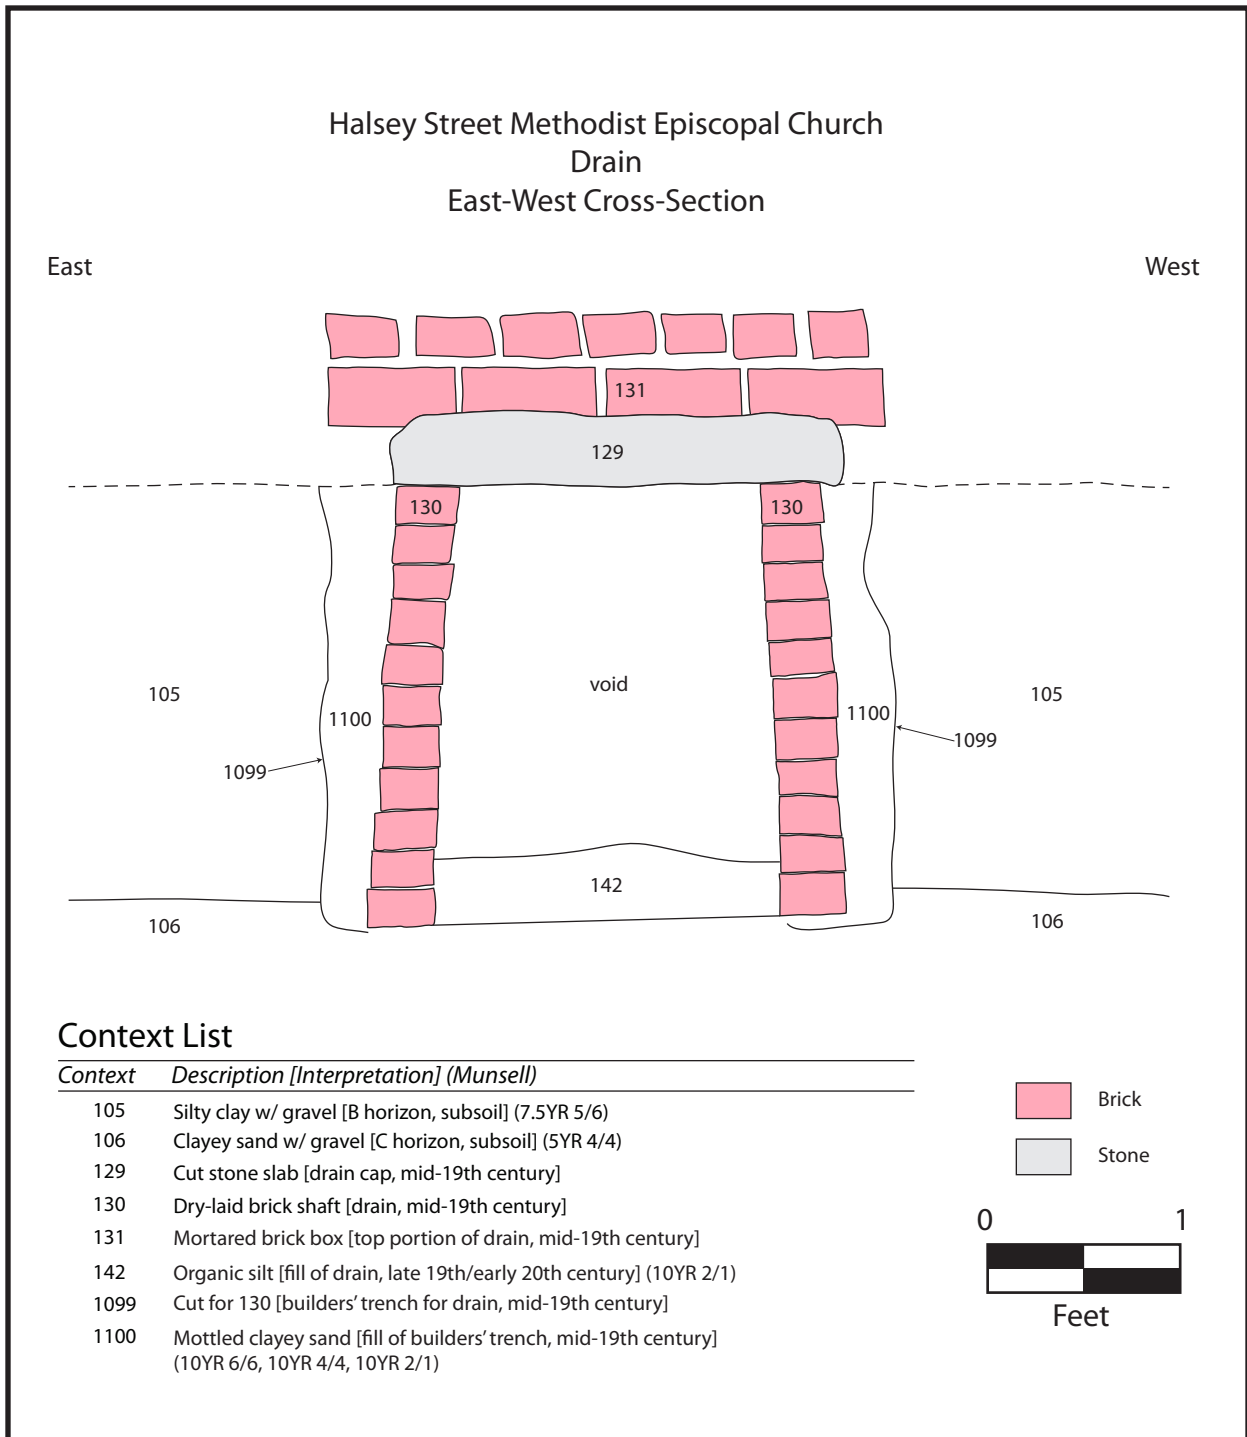 Halsey Street Methodist Episcopal Church
Drain
East-West Cross-Section
East
West
131
129
130
130
105
void
105
1100
1100
1099
1099
142
106
106
Context List
Context Description [Interpretation] (Munsell)
105 Silty clay w/ gravel [B horizon, subsoil] (7.5YR 5/6)
106 Clayey sand w/ gravel [C horizon, subsoil] (5YR 4/4)
129 Cut stone slab [drain cap, mid-19th century]
130 Dry-laid brick shaft [drain, mid-19th century]
131 Mortared brick box [top portion of drain, mid-19th century]
142 Organic silt [fill of drain, late 19th/early 20th century] (10YR 2/1)
1099 Cut for 130 [builders' trench for drain, mid-19th century]
1100 Mottled clayey sand [fill of builders' trench, mid-19th century]
(10YR 6/6, 10YR 4/4, 10YR 2/1)
Brick
Stone
0 1
Feet